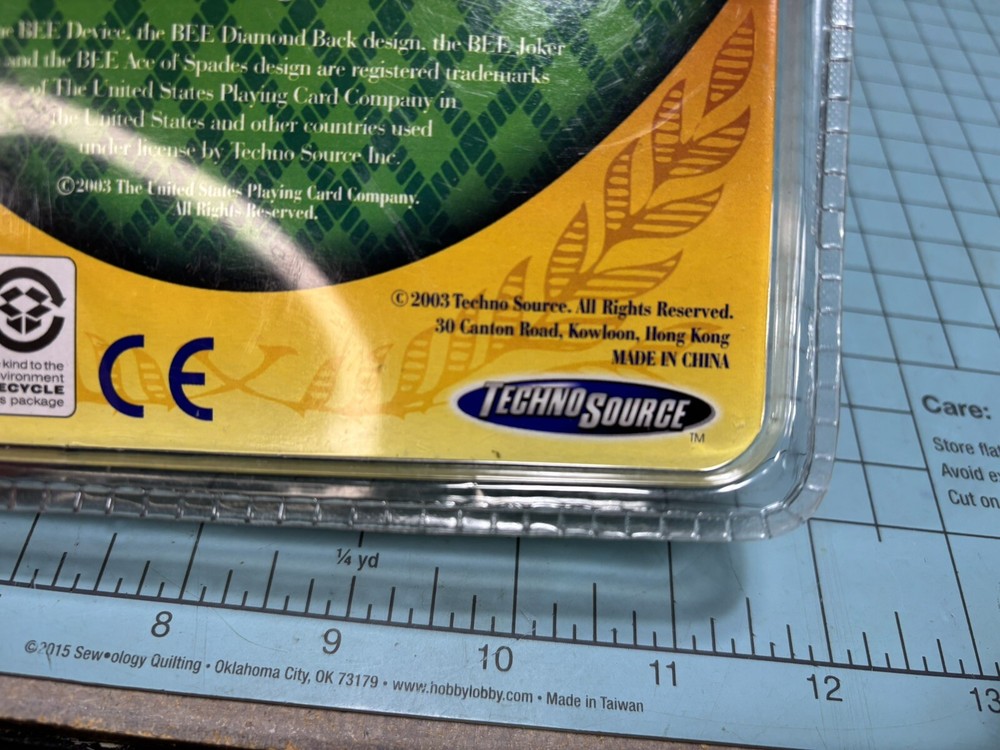 BEE Device, the BEE Diamond Back design, the BEE Joker
and the BEE Ace of Spades design are registered trademarks
of The United States Playing Card Company in
the United States and other countries used
under license by Techno Source Inc.
©2003 The United States Playing Card Company.
All Rights Reserved.
kind to the
vironment
ECYCLE
s package
CE
©2003 Techno Source. All Rights Reserved.
30 Canton Road, Kowloon, Hong Kong
MADE IN CHINA
TECHNO SOURCE
TM
Care:
Store fla
Avoid e
Cut on
¼ yd
8 9 10 11 12 13
©2015 Sew•ology Quilting • Oklahoma City, OK 73179 • www.hobbylobby.com • Made in Taiwan